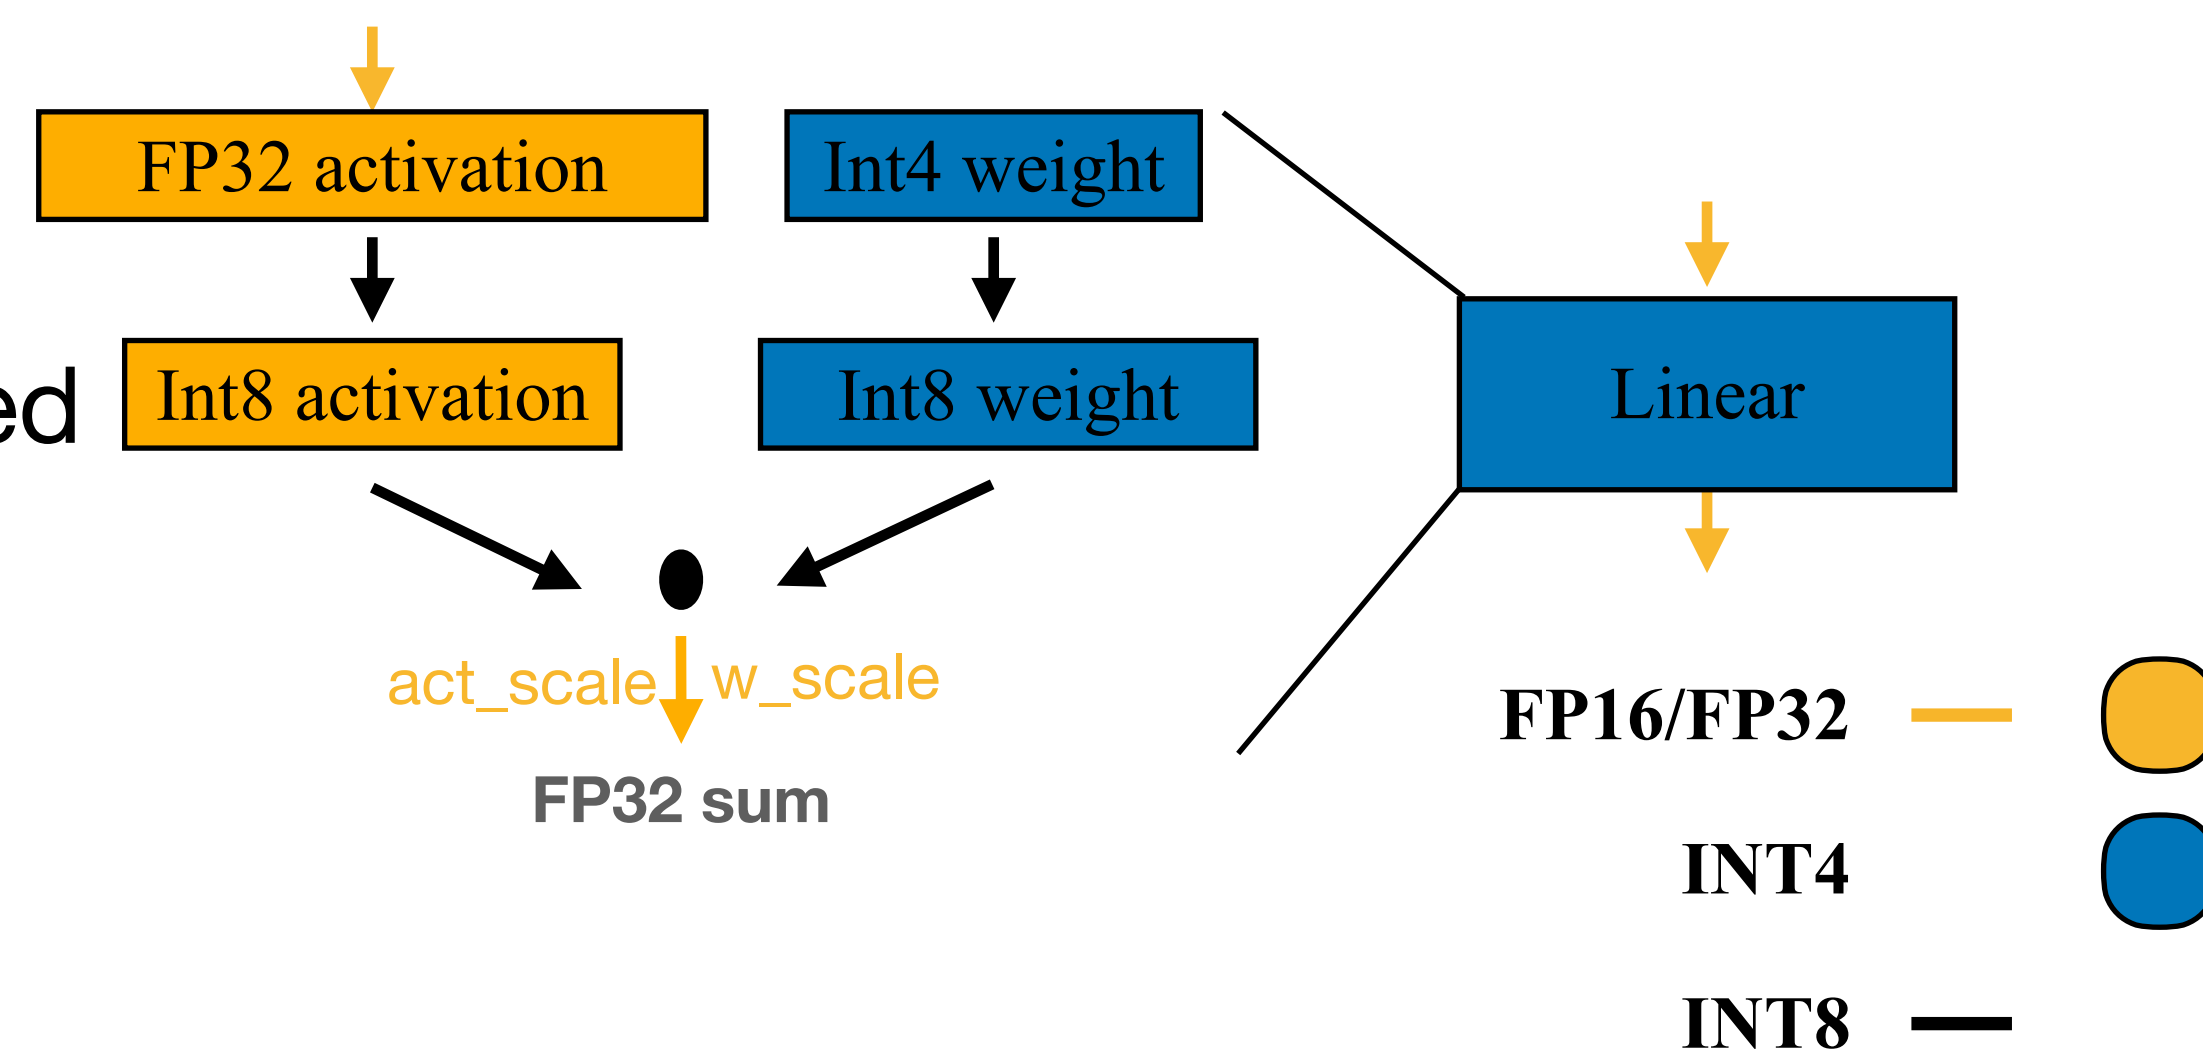 FP32 activation
Int4 weight
ed
Int8 activation
Int8 weight
Linear
act_scale
w_scale
FP32 sum
FP16/FP32
INT4
INT8